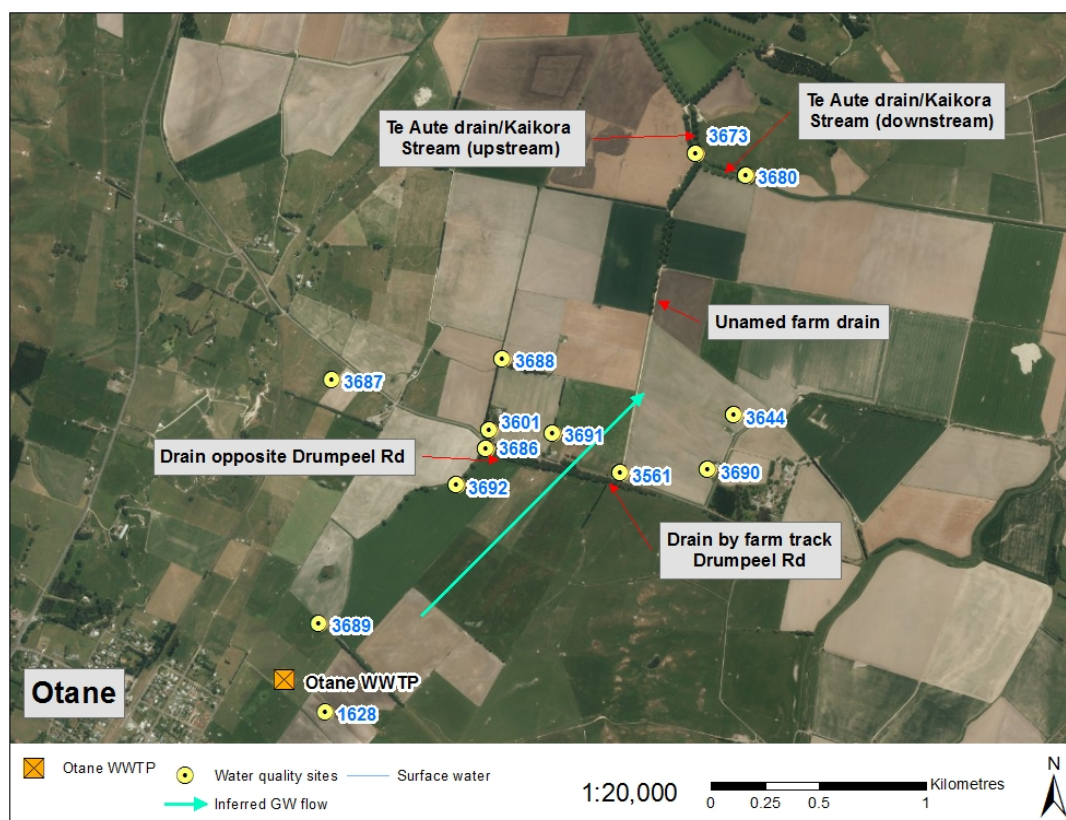 Te Aute drain/Kaikora
Stream (upstream)
3673
Te Aute drain/Kaikora
Stream (downstream)
3680
Unamed farm drain
3688
3687
3601
3691
3644
Drain opposite Drumpeel Rd
3686
3561
3690
3692
Drain by farm track
Drumpeel Rd
3689
Otane
Otane WWTP
1628
Otane WWTP
Water quality sites
Surface water
Inferred GW flow
1:20,000
Kilometres
0 0.25 0.5 1
N